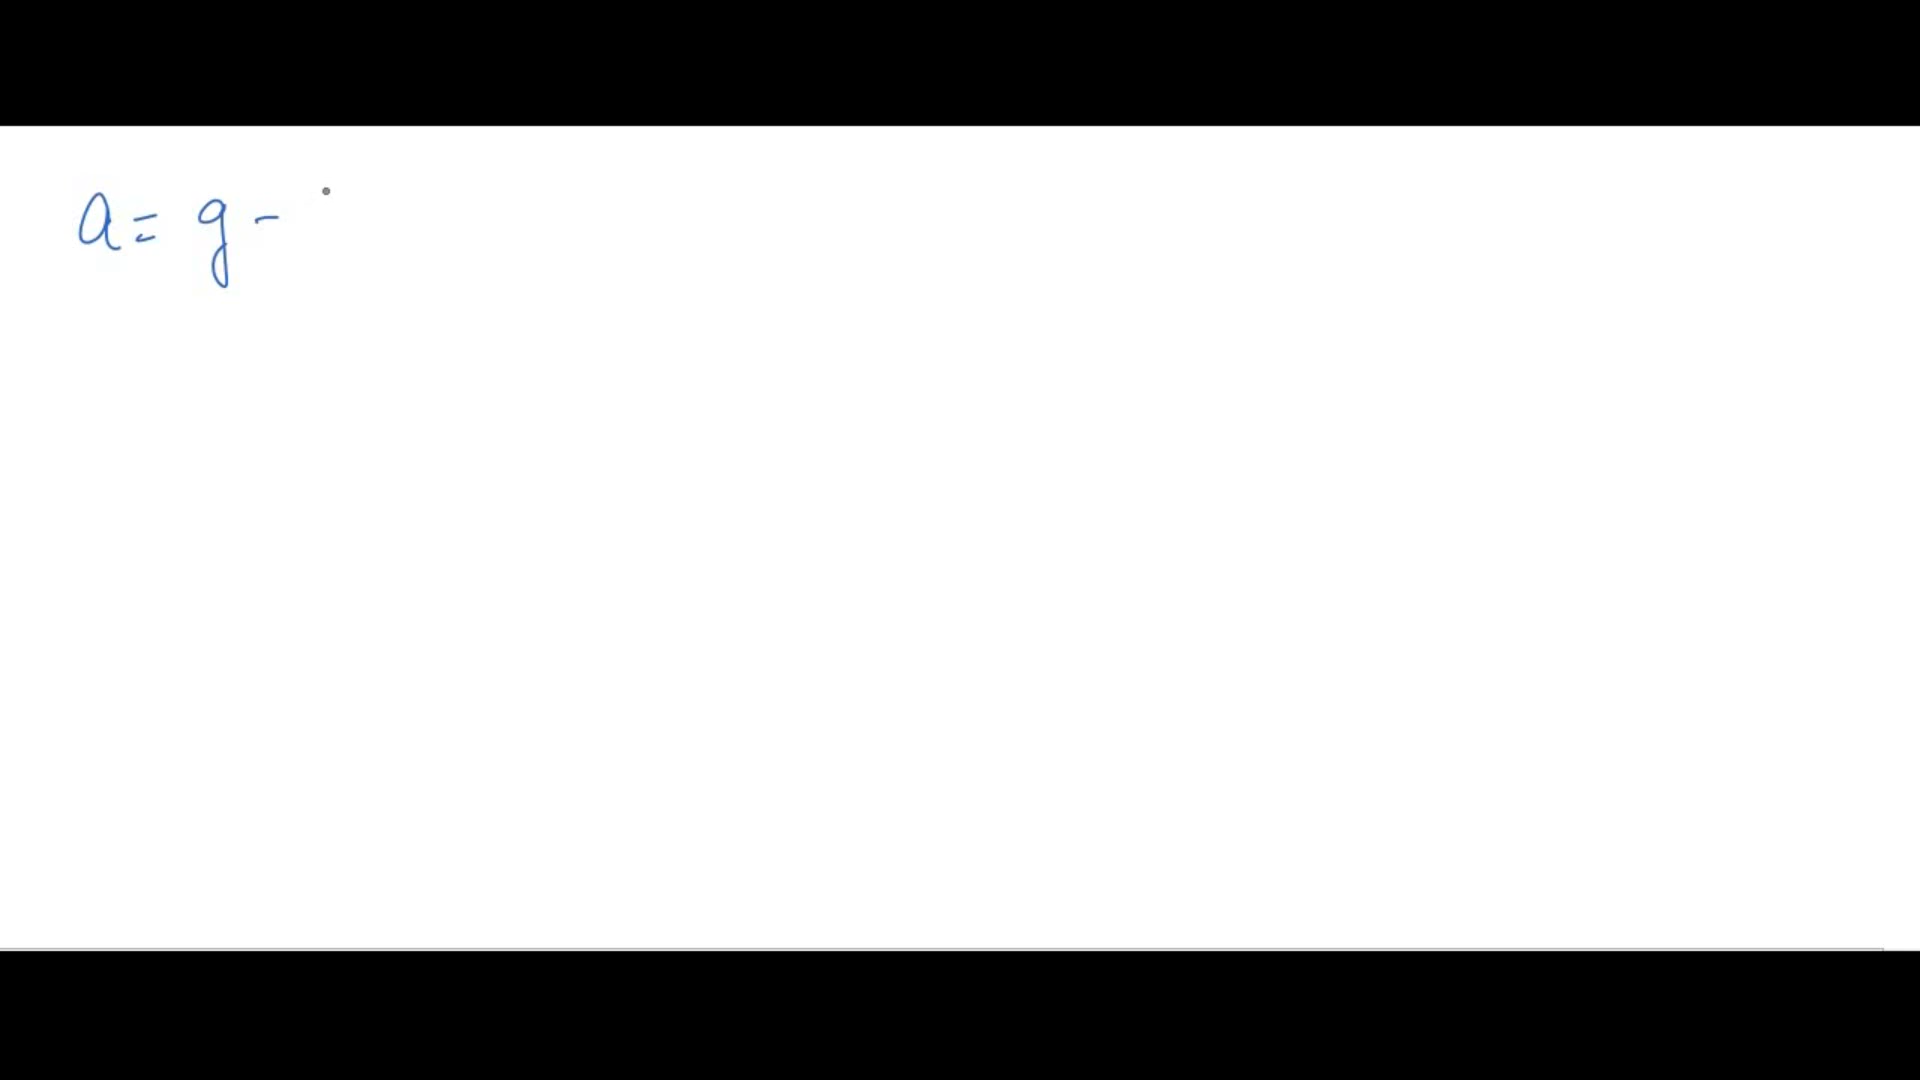 a = g -